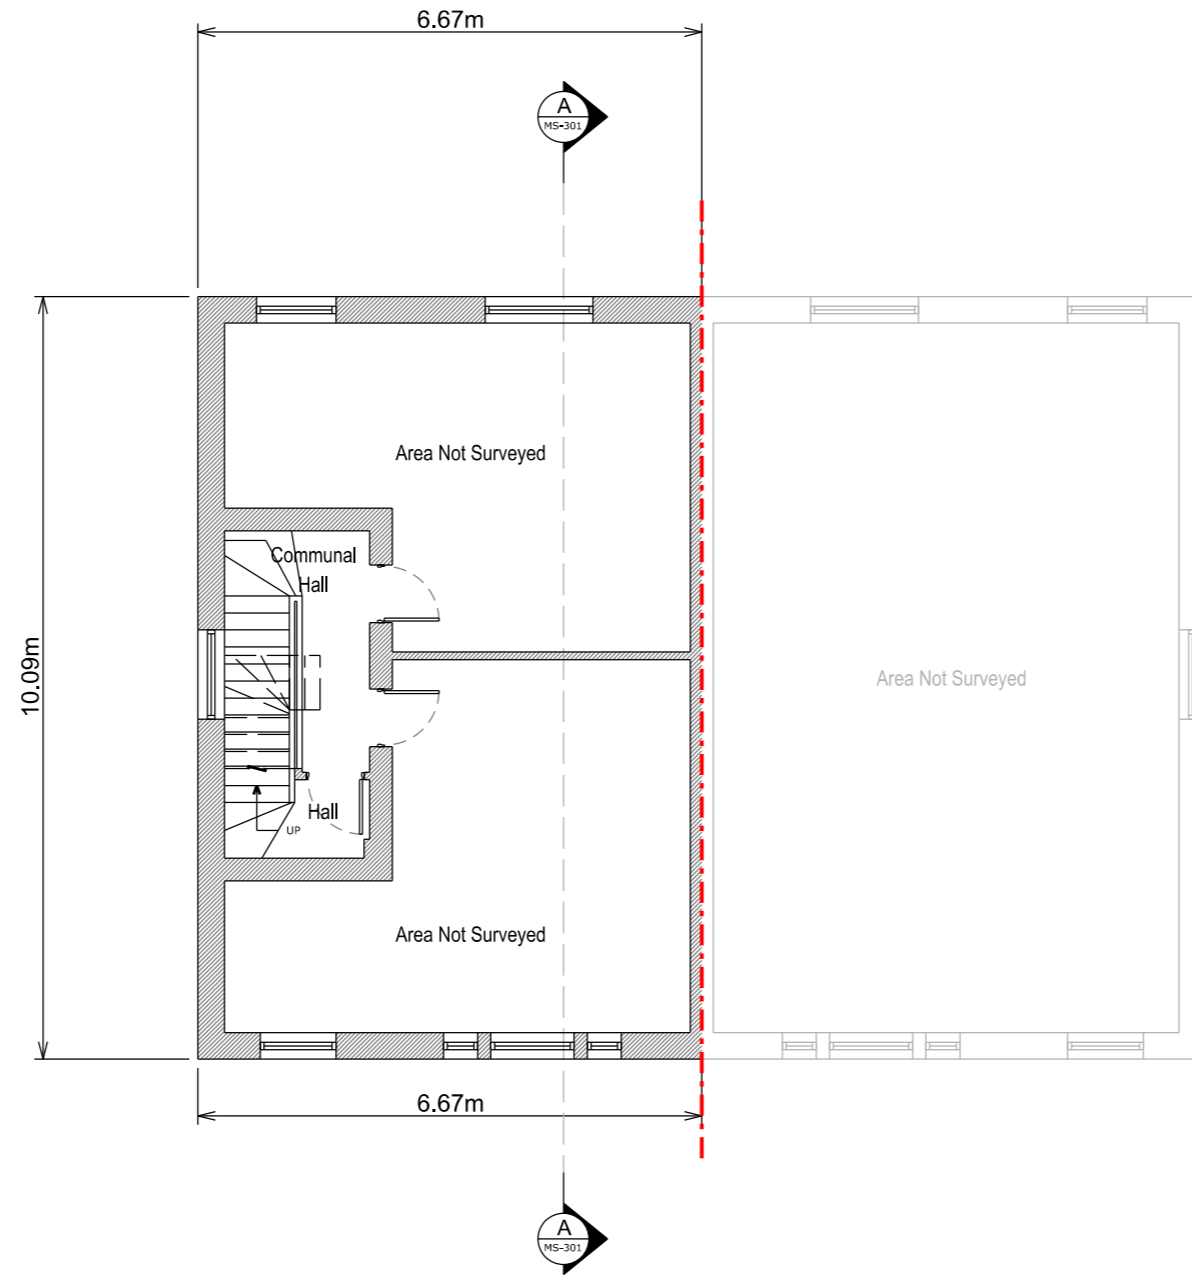 6.67m
A
MS-301
Area Not Surveyed
Communal
Hall
10.09m
Area Not Surveyed
Hall
UP
Area Not Surveyed
6.67m
A
MS-301